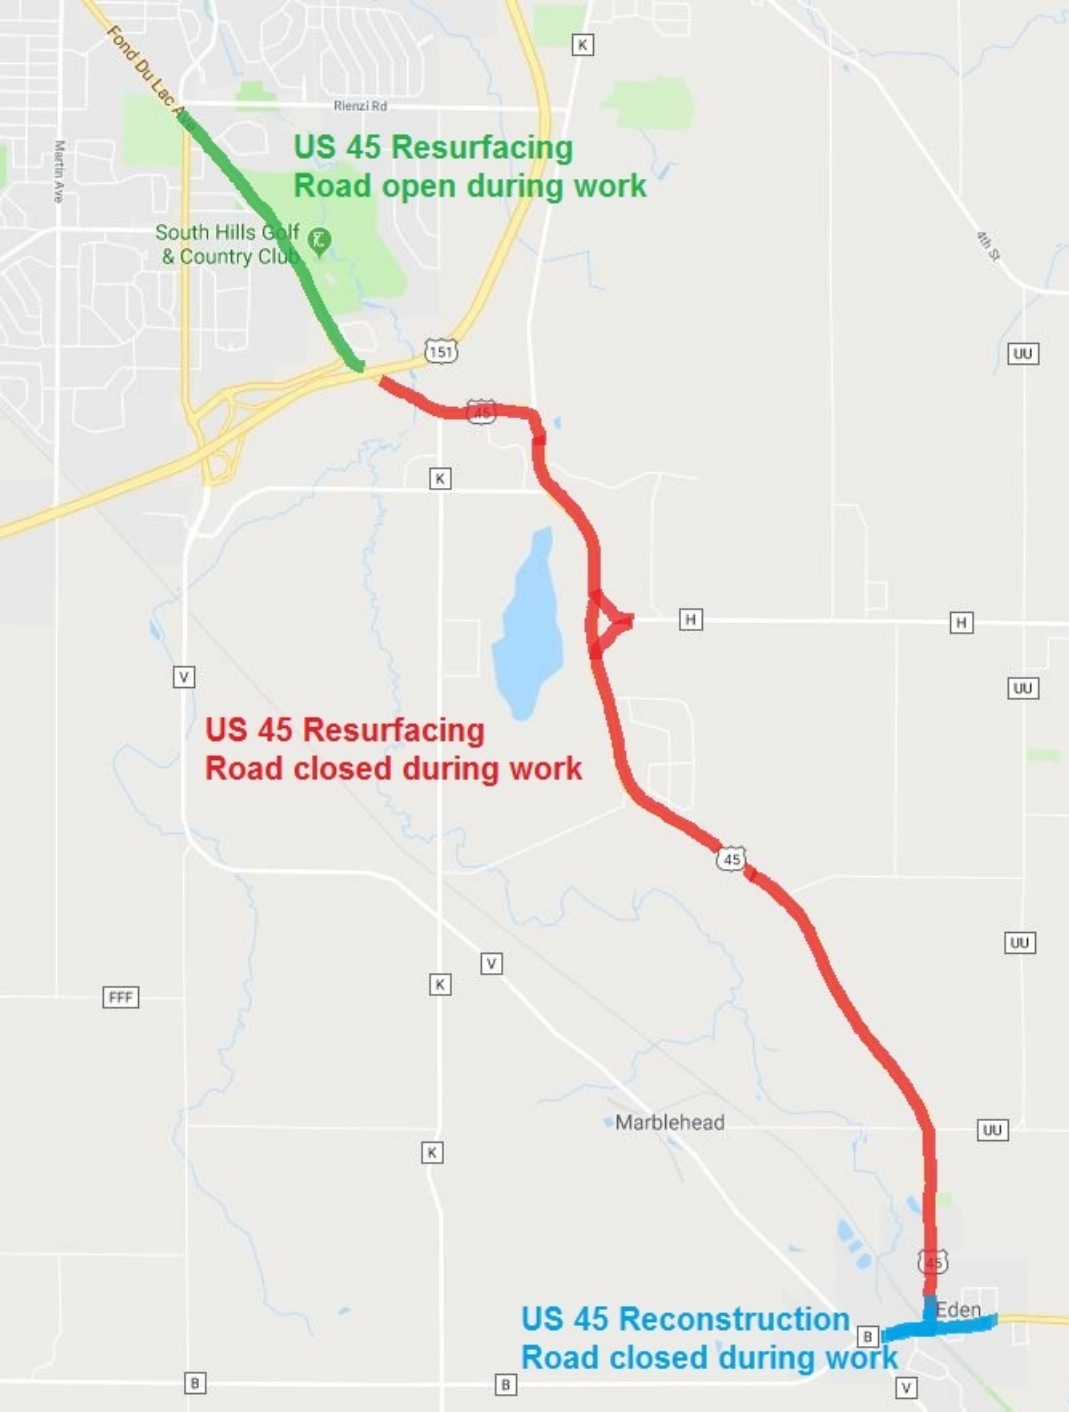 Fond Du Lac Ave
K
Rienzi Rd
US 45 Resurfacing
Road open during work
Martin Ave
South Hills Golf
& Country Club
4th St
151
UU
45
K
H
H
V
UU
US 45 Resurfacing
Road closed during work
45
UU
V
K
FFF
Marblehead
UU
K
45
Eden
US 45 Reconstruction
B
Road closed during work
B
B
V